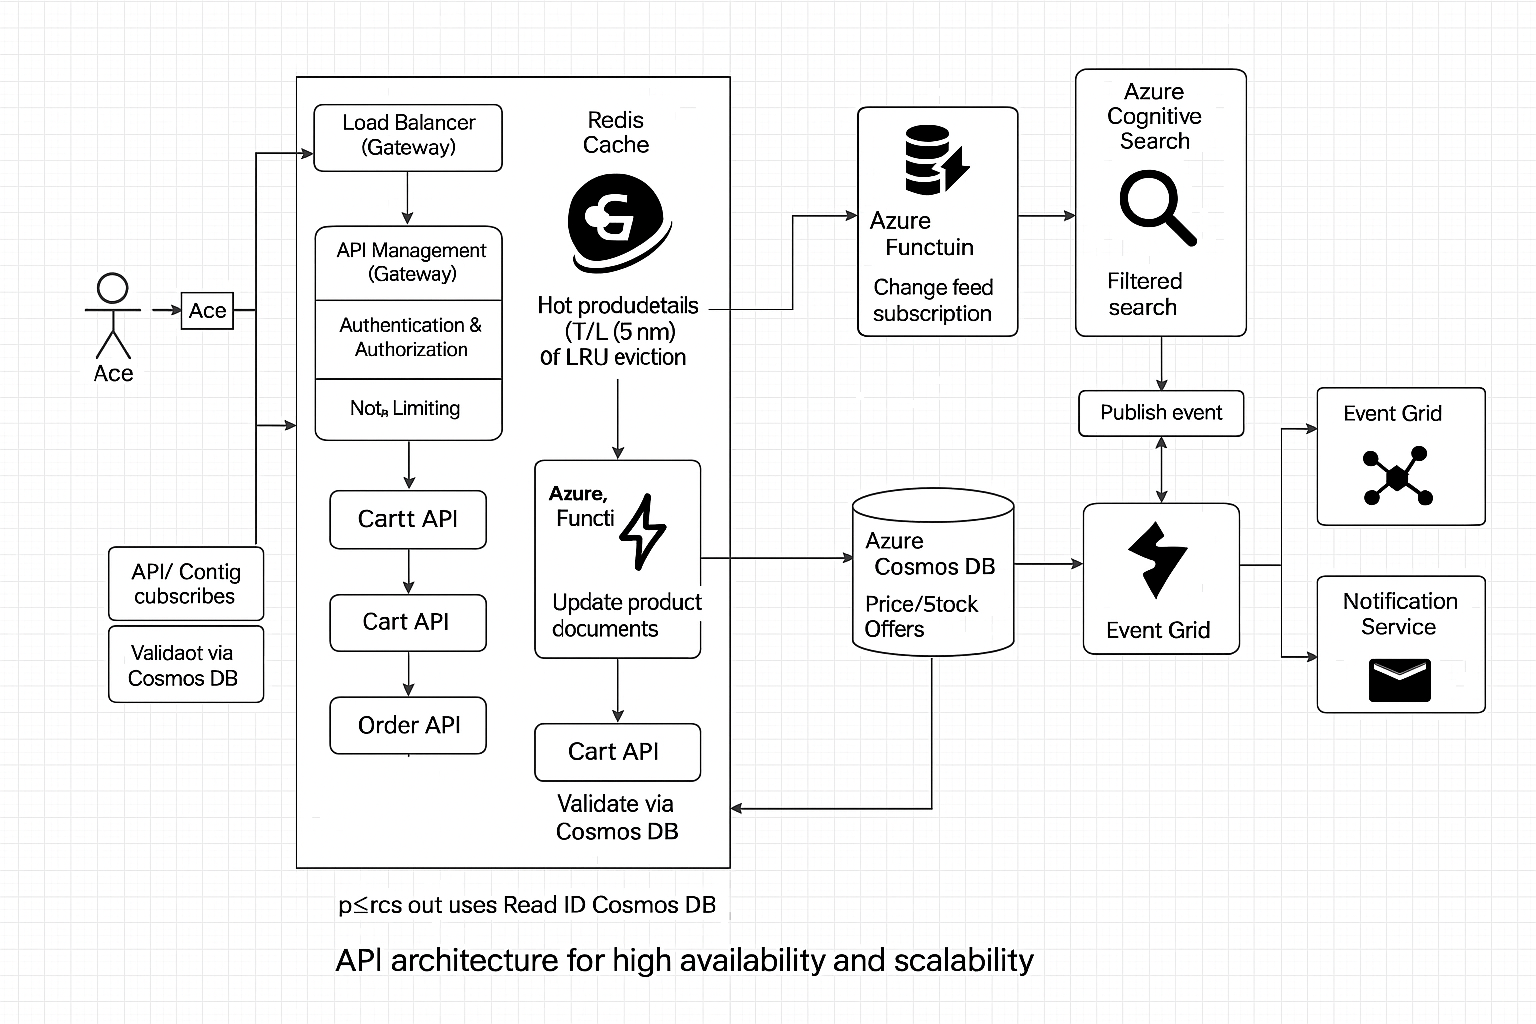 Ace
Ace
API/ Contig
cubscribes
Validaot via
Cosmos DB
Load Balancer
(Gateway)
API Management
(Gateway)
Authentication &
Authorization
Notₐ Limiting
Cartt API
Cart API
Order API
Redis
Cache
Hot produdetails
(T/L (5 nm)
of LRU eviction
Azure,
Functi
Update product
documents
Cart API
Validate via
Cosmos DB
Azure
Functuin
Change feed
subscription
Azure
Cognitive
Search
Filtered
search
Publish event
Azure
Cosmos DB
Price/5tock
Offers
Event Grid
Event Grid
Notification
Service
p≤rcs out uses Read ID Cosmos DB
API architecture for high availability and scalability